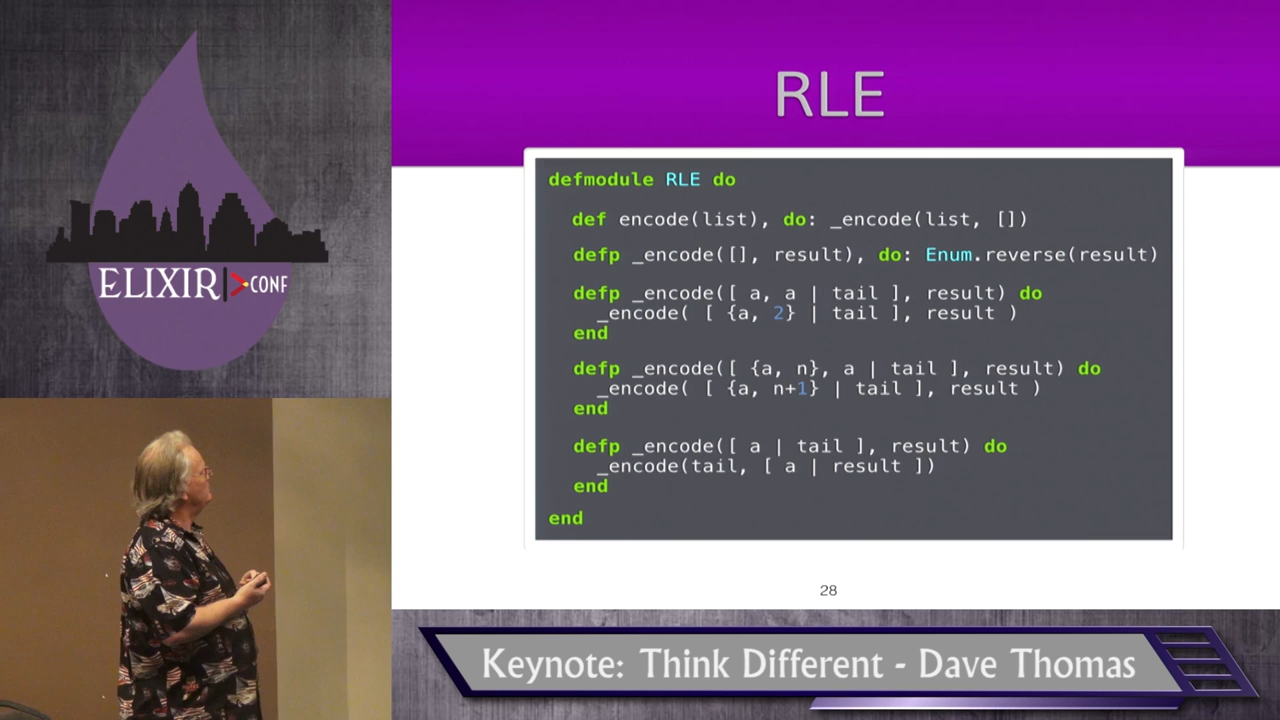 RLE
defmodule RLE do
def encode(list), do: _encode(list, [])
defp _encode([], result), do: Enum.reverse(result)
defp _encode([ a, a | tail ], result) do
_encode( [ {a, 2} | tail ], result )
end
defp _encode([ {a, n}, a | tail ], result) do
_encode( [ {a, n+1} | tail ], result )
end
defp _encode([ a | tail ], result) do
_encode(tail, [ a | result ])
end
end
28
ELIXIR CONF
Keynote: Think Different - Dave Thomas